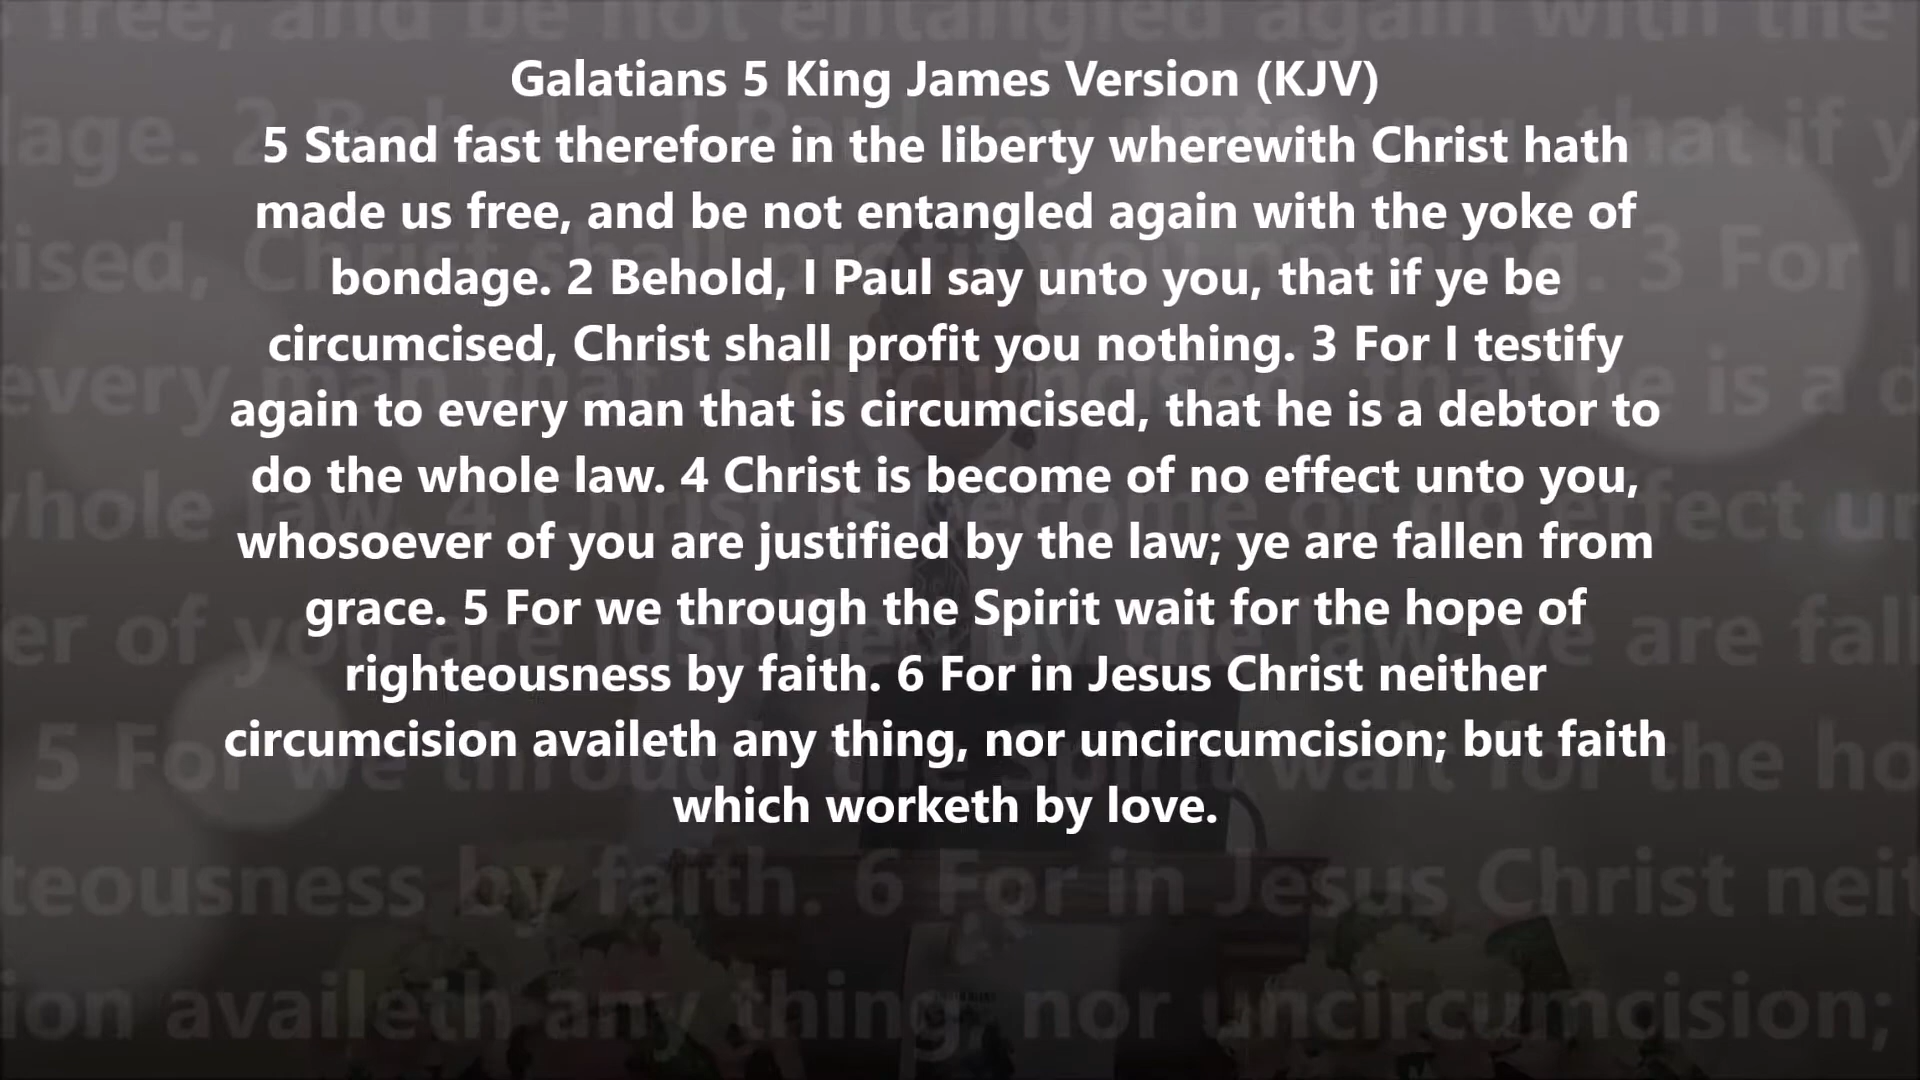 Galatians 5 King James Version (KJV)
5 Stand fast therefore in the liberty wherewith Christ hath
made us free, and be not entangled again with the yoke of
bondage. 2 Behold, I Paul say unto you, that if ye be
circumcised, Christ shall profit you nothing. 3 For I testify
again to every man that is circumcised, that he is a debtor to
do the whole law. 4 Christ is become of no effect unto you,
whosoever of you are justified by the law; ye are fallen from
grace. 5 For we through the Spirit wait for the hope of
righteousness by faith. 6 For in Jesus Christ neither
circumcision availeth any thing, nor uncircumcision; but faith
which worketh by love.